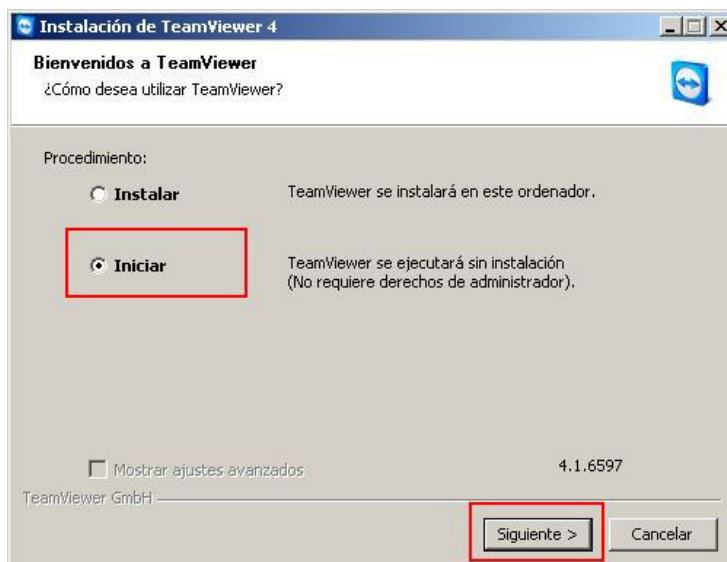 Instalación de TeamViewer 4
Bienvenidos a TeamViewer
¿Cómo desea utilizar TeamViewer?
Procedimiento:
Instalar TeamViewer se instalará en este ordenador.
Iniciar TeamViewer se ejecutará sin instalación
(No requiere derechos de administrador).
Mostrar ajustes avanzados 4.1.6597
TeamViewer GmbH
Siguiente > Cancelar